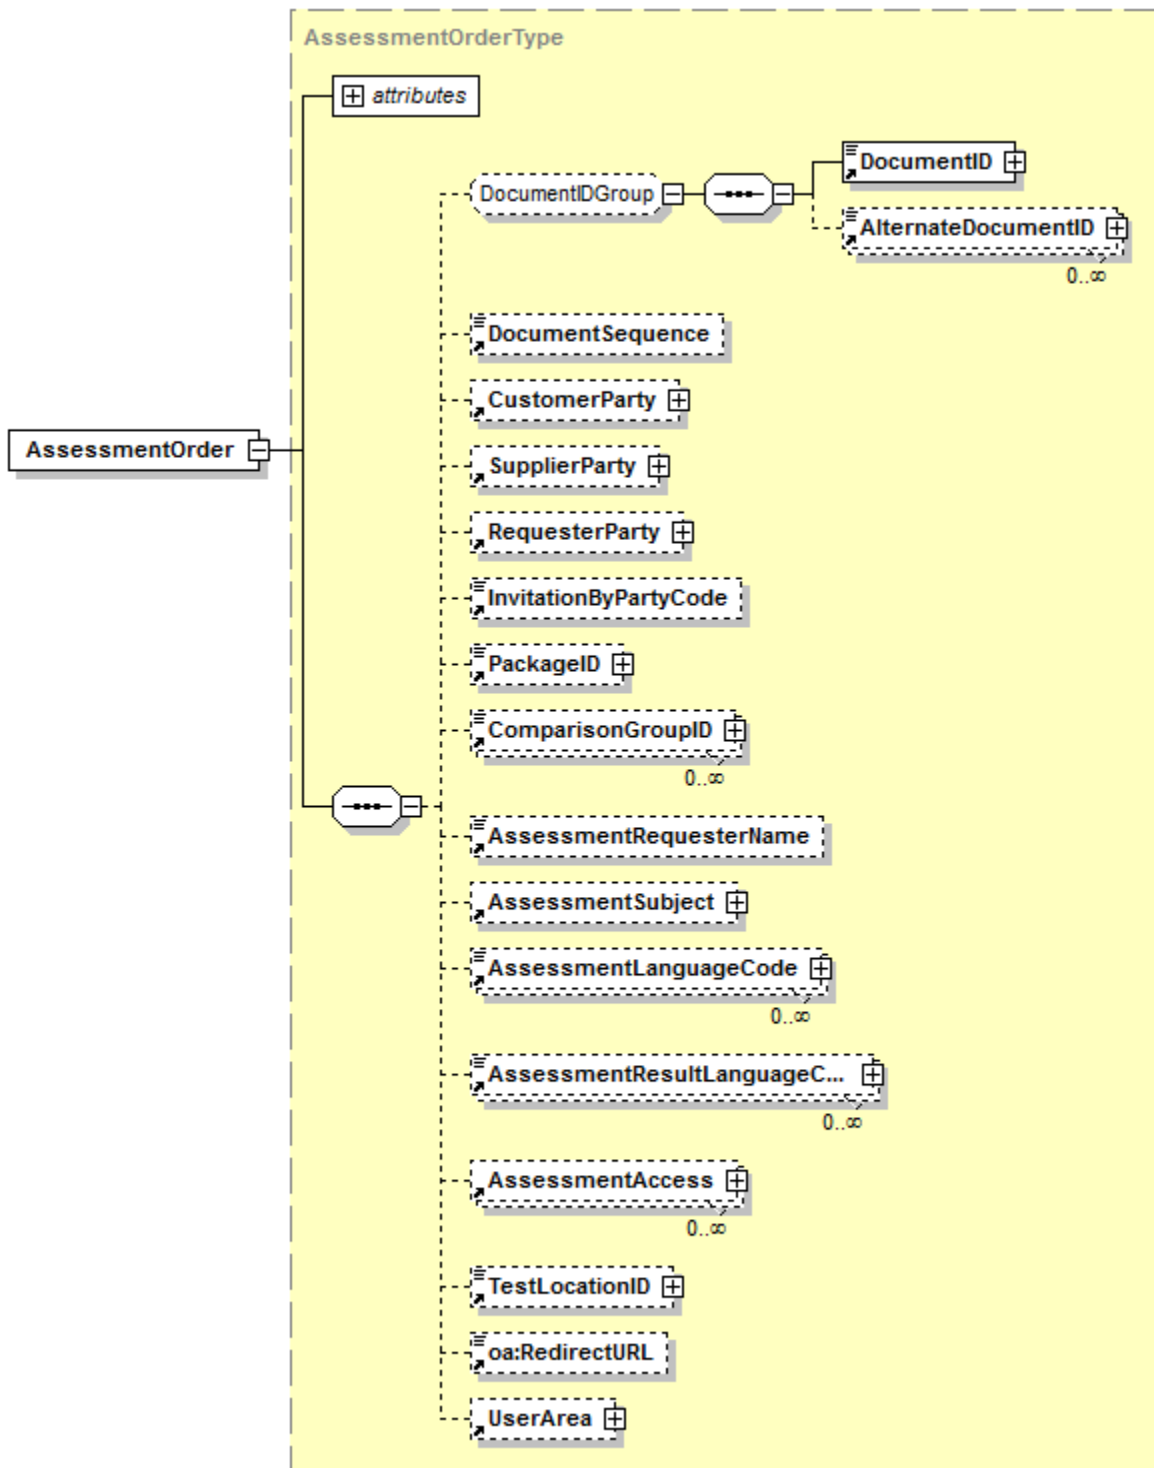 AssessmentOrderType
attributes
DocumentIDGroup
DocumentID
AlternateDocumentID
0..∞
DocumentSequence
CustomerParty
AssessmentOrder
SupplierParty
RequesterParty
InvitationByPartyCode
PackageID
ComparisonGroupID
0..∞
AssessmentRequesterName
AssessmentSubject
AssessmentLanguageCode
0..∞
AssessmentResultLanguageC...
0..∞
AssessmentAccess
0..∞
TestLocationID
oa:RedirectURL
UserArea